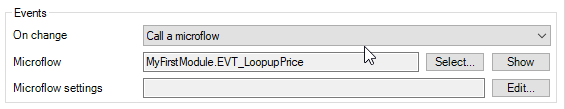 Events
On change Call a microflow
Microflow MyFirstModule.EVT_LoopupPrice Select... Show
Microflow settings Edit...